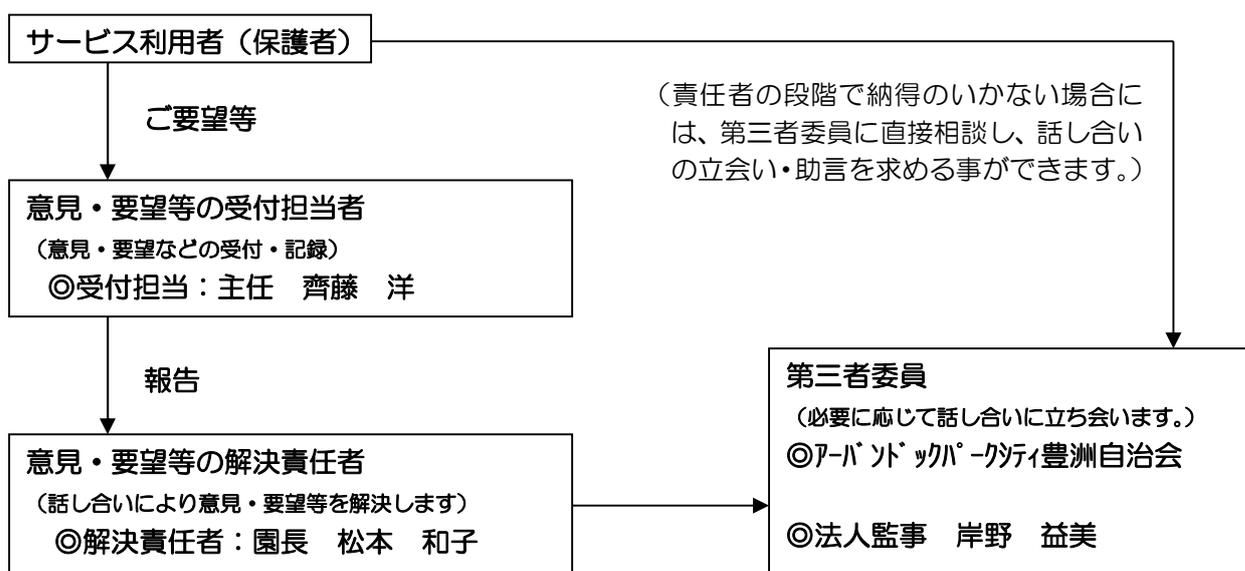 サービス利用者（保護者）
ご要望等
（責任者の段階で納得のいかない場合に
は、第三者委員に直接相談し、話し合い
の立会い・助言を求める事ができます。）
意見・要望等の受付担当者
（意見・要望などの受付・記録）
◎受付担当：主任　齊藤　洋
報告
意見・要望等の解決責任者
（話し合いにより意見・要望等を解決します）
◎解決責任者：園長　松本　和子
第三者委員
（必要に応じて話し合いに立ち会います。）
◎ｱｰﾊﾞﾝﾄﾞｯｸﾊﾟｰｸｼﾃｨ豊洲自治会
◎法人監事　岸野　益美